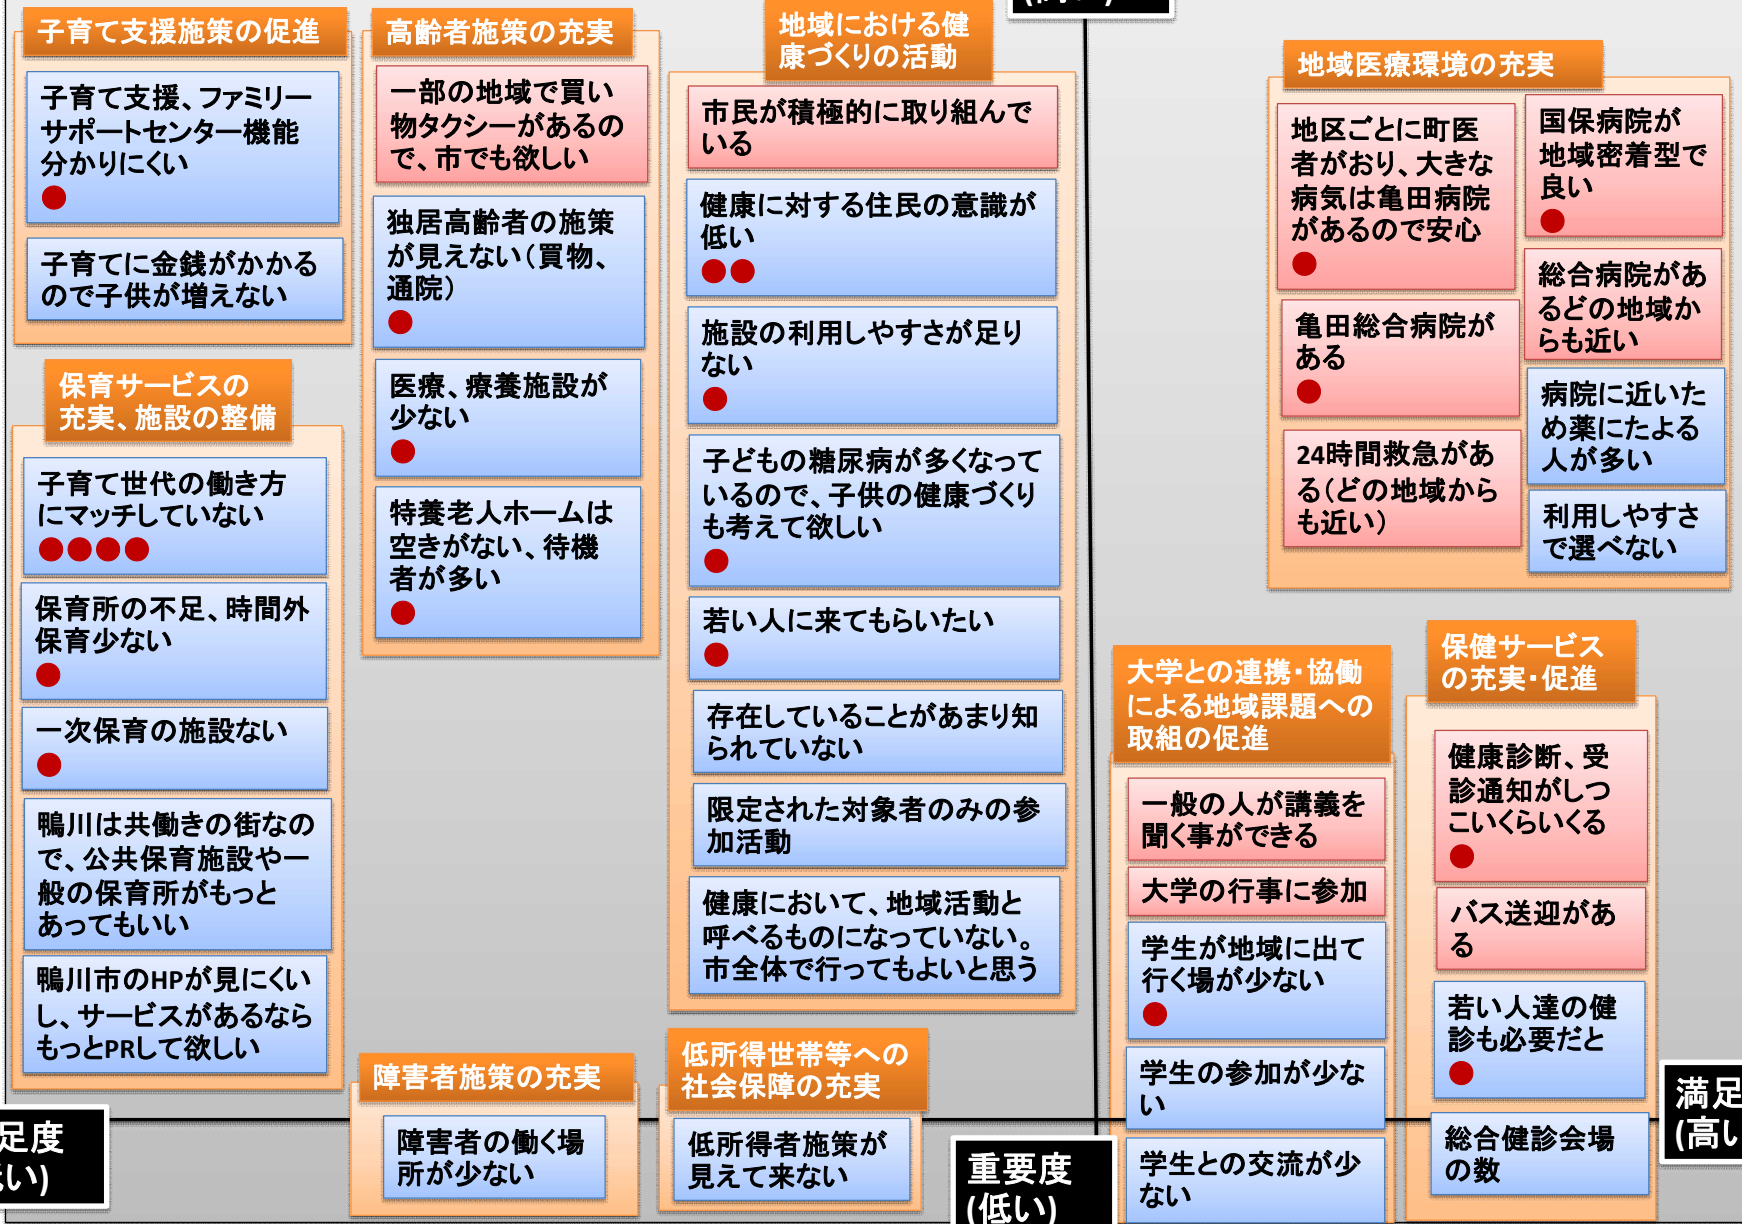 子育て支援施策の促進
子育て支援、ファミリー
サポートセンター機能
分かりにくい
子育てに金銭がかかる
ので子供が増えない
保育サービスの
充実、施設の整備
子育て世代の働き方
にマッチしていない
保育所の不足、時間外
保育少ない
一次保育の施設ない
鴨川は共働きの街なの
で、公共保育施設や一
般の保育所がもっと
あってもいい
鴨川市のHPが見にくい
し、サービスがあるなら
もっとPRして欲しい
高齢者施策の充実
一部の地域で買い
物タクシーがあるの
で、市でも欲しい
独居高齢者の施策
が見えない（買物、
通院）
医療、療養施設が
少ない
特養老人ホームは
空きがない、待機
者が多い
障害者施策の充実
障害者の働く場
所が少ない
地域における健
康づくりの活動
市民が積極的に取り組んで
いる
健康に対する住民の意識が
低い
施設の利用しやすさが足り
ない
子どもの糖尿病が多くなって
いるので、子供の健康づくり
も考えて欲しい
若い人に来てもらいたい
存在していることがあまり知
られていない
限定された対象者のみの参
加活動
健康において、地域活動と
呼べるものになっていない。
市全体で行ってもよいと思う
低所得世帯等への
社会保障の充実
低所得者施策が
見えて来ない
地域医療環境の充実
地区ごとに町医
者がおり、大きな
病気は亀田病院
があるので安心
亀田総合病院が
ある
24時間救急があ
る（どの地域から
も近い）
国保病院が
地域密着型で
良い
総合病院があ
るどの地域か
らも近い
病院に近いた
め薬にたよる
人が多い
利用しやすさ
で選べない
大学との連携・協働
による地域課題への
取組の促進
一般の人が講義を
聞く事ができる
大学の行事に参加
学生が地域に出て
行く場が少ない
学生の参加が少な
い
学生との交流が少
ない
保健サービス
の充実・促進
健康診断、受
診通知がしつ
こいくらいくる
バス送迎があ
る
若い人達の健
診も必要だと
総合健診会場
の数
足度
い)
重要度
(低い)
満足
(高い